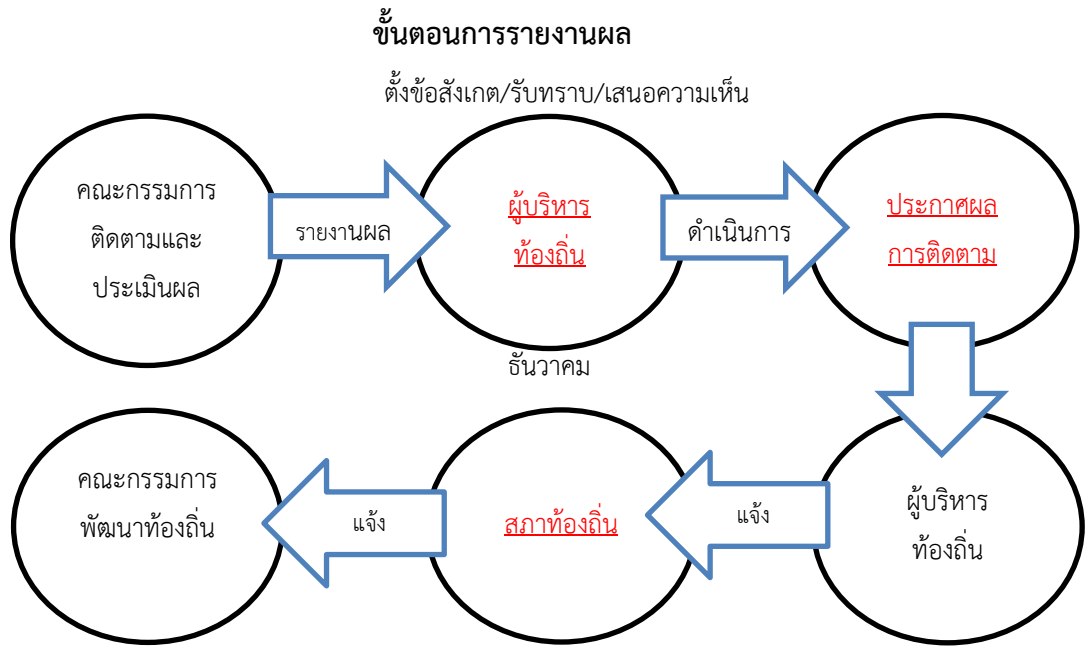 ขั้นตอนการรายงานผล
ตั้งข้อสังเกต/รับทราบ/เสนอความเห็น
คณะกรรมการ
ติดตามและ
ประเมินผล
รายงานผล
ผู้บริหาร
ท้องถิ่น
ดำเนินการ
ประกาศผล
การติดตาม
ธันวาคม
ผู้บริหาร
ท้องถิ่น
แจ้ง
สภาท้องถิ่น
แจ้ง
คณะกรรมการ
พัฒนาท้องถิ่น